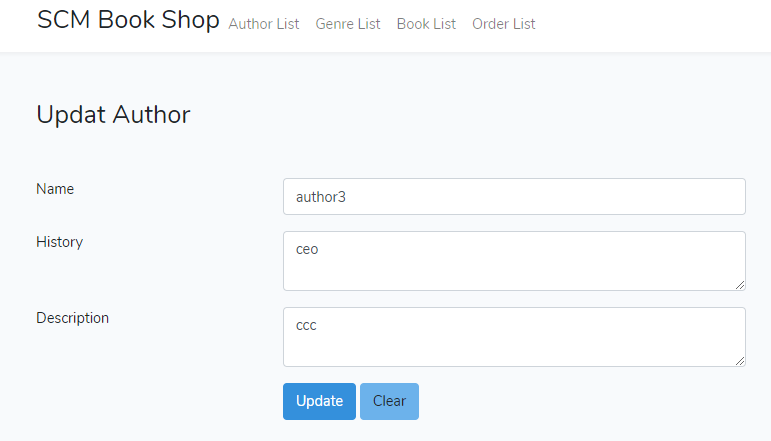 SCM Book Shop Author List Genre List Book List Order List
Updat Author
Name author3
History ceo
Description ccc
Update Clear